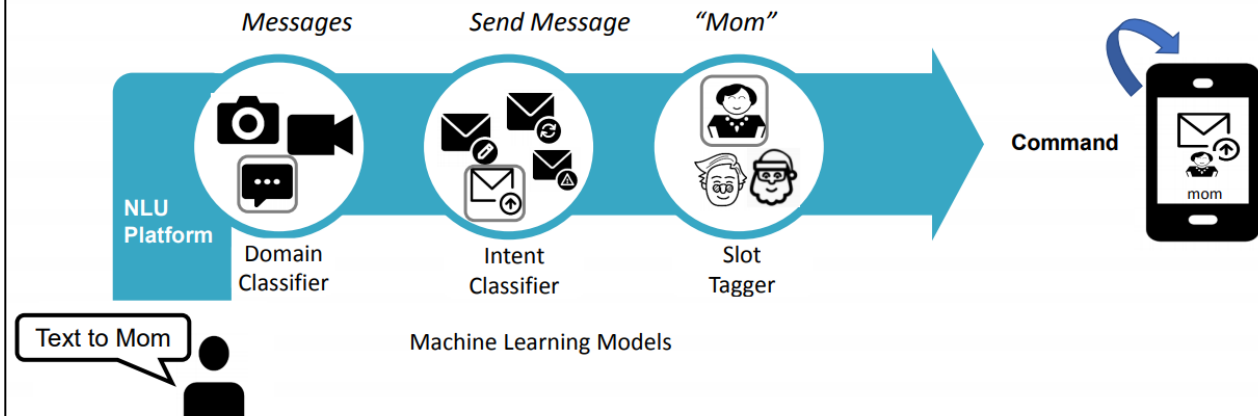 Messages
Send Message
“Mom”
NLU
Platform
Domain
Classifier
Intent
Classifier
Slot
Tagger
Command
mom
Text to Mom
Machine Learning Models